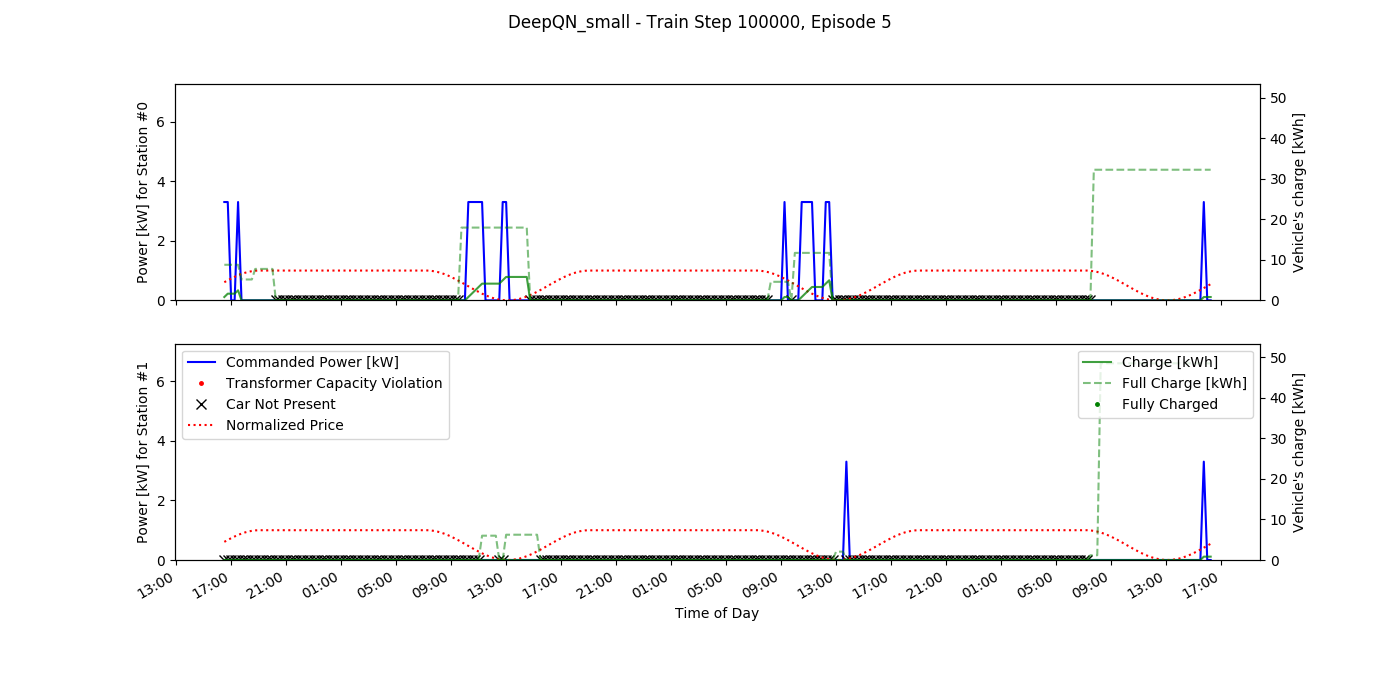 DeepQN_small - Train Step 100000, Episode 5
Power [kW] for Station #0
6
4
2
0
50
40
30
20
10
0
Vehicle's charge [kWh]
Power [kW] for Station #1
6
4
2
0
Commanded Power [kW]
Transformer Capacity Violation
Car Not Present
Normalized Price
Charge [kWh]
Full Charge [kWh]
Fully Charged
50
40
30
20
10
0
Vehicle's charge [kWh]
13:00 17:00 21:00 01:00 05:00 09:00 13:00 17:00 21:00 01:00 05:00 09:00 13:00 17:00 21:00 01:00 05:00 09:00 13:00 17:00
Time of Day